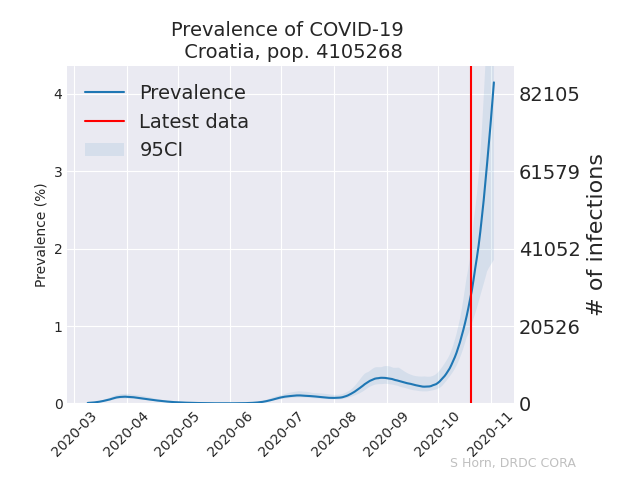 Prevalence of COVID-19
Croatia, pop. 4105268
Prevalence
Latest data
95CI
Prevalence (%)
4
3
2
1
0
82105
61579
41052
20526
0
# of infections
2020-03
2020-04
2020-05
2020-06
2020-07
2020-08
2020-09
2020-10
2020-11
S Horn, DRDC CORA